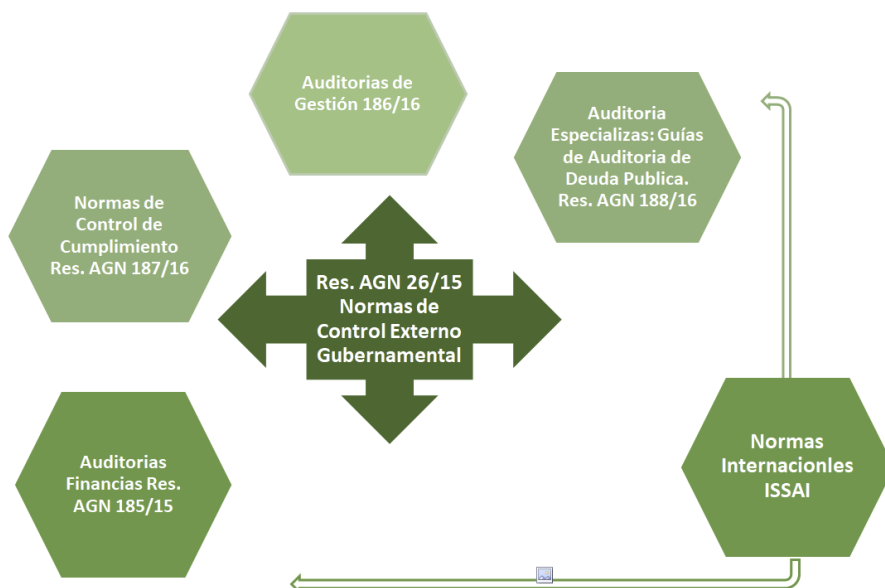 Auditorias de
Gestión 186/16
Auditoria
Especializas: Guías
de Auditoria de
Deuda Publica.
Res. AGN 188/16
Normas de
Control de
Cumplimiento
Res. AGN 187/16
Res. AGN 26/15
Normas de
Control Externo
Gubernamental
Auditorias
Financias Res.
AGN 185/15
Normas
Internacionles
ISSAI